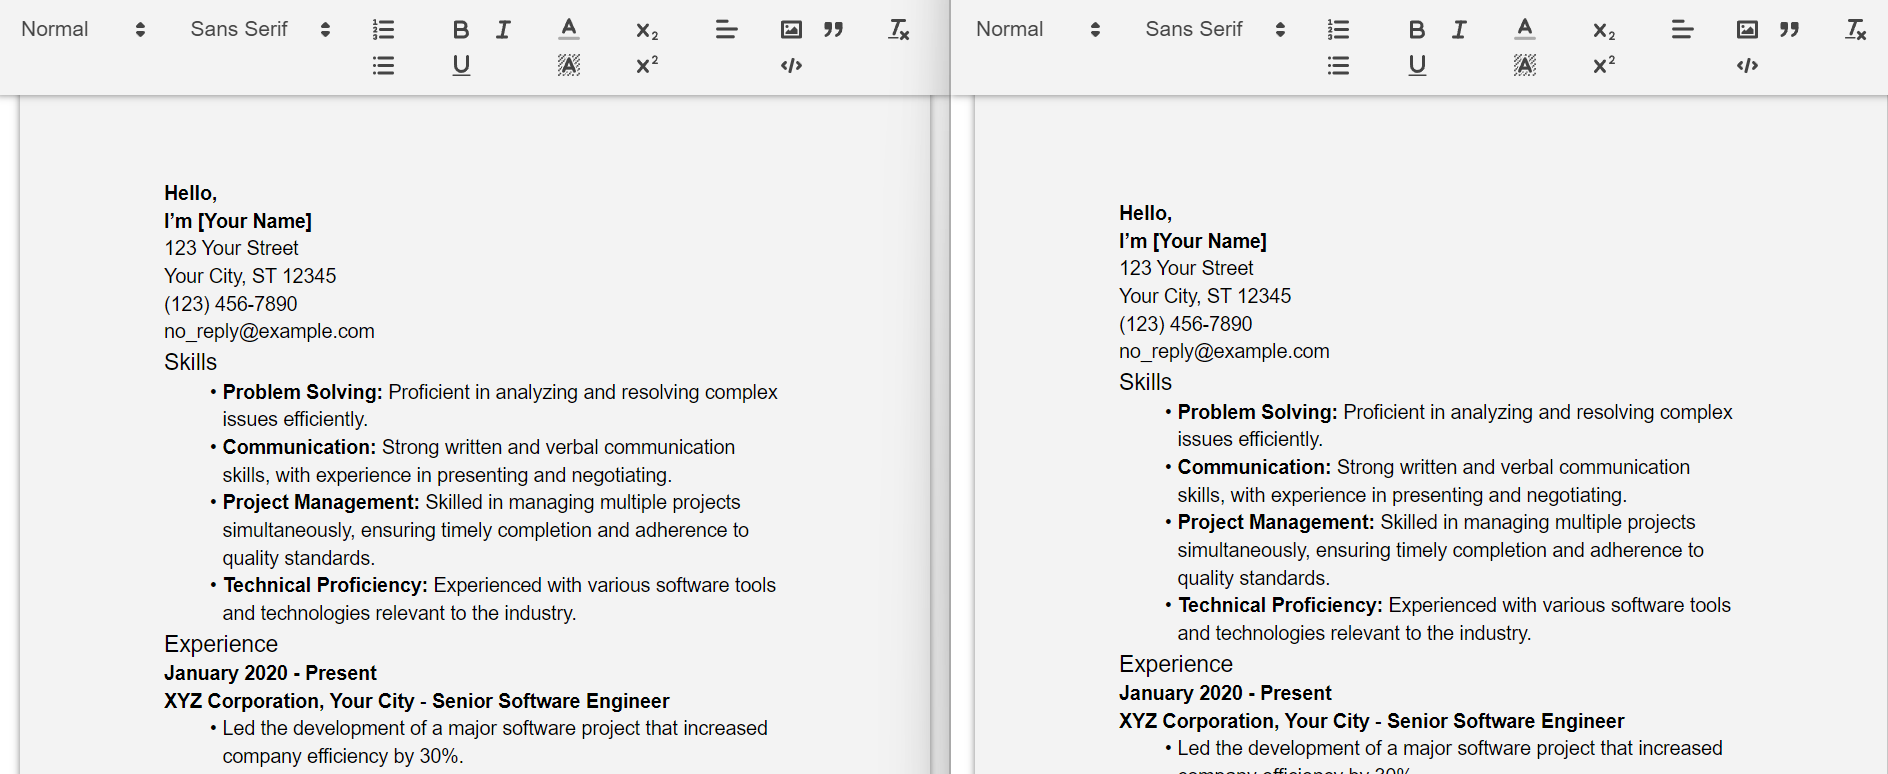 Normal Sans Serif
Hello,
I’m [Your Name]
123 Your Street
Your City, ST 12345
(123) 456-7890
no_reply@example.com
Skills
• Problem Solving: Proficient in analyzing and resolving complex
issues efficiently.
• Communication: Strong written and verbal communication
skills, with experience in presenting and negotiating.
• Project Management: Skilled in managing multiple projects
simultaneously, ensuring timely completion and adherence to
quality standards.
• Technical Proficiency: Experienced with various software tools
and technologies relevant to the industry.
Experience
January 2020 - Present
XYZ Corporation, Your City - Senior Software Engineer
• Led the development of a major software project that increased
company efficiency by 30%.
Normal Sans Serif
Hello,
I’m [Your Name]
123 Your Street
Your City, ST 12345
(123) 456-7890
no_reply@example.com
Skills
• Problem Solving: Proficient in analyzing and resolving complex
issues efficiently.
• Communication: Strong written and verbal communication
skills, with experience in presenting and negotiating.
• Project Management: Skilled in managing multiple projects
simultaneously, ensuring timely completion and adherence to
quality standards.
• Technical Proficiency: Experienced with various software tools
and technologies relevant to the industry.
Experience
January 2020 - Present
XYZ Corporation, Your City - Senior Software Engineer
• Led the development of a major software project that increased
company efficiency by 30%